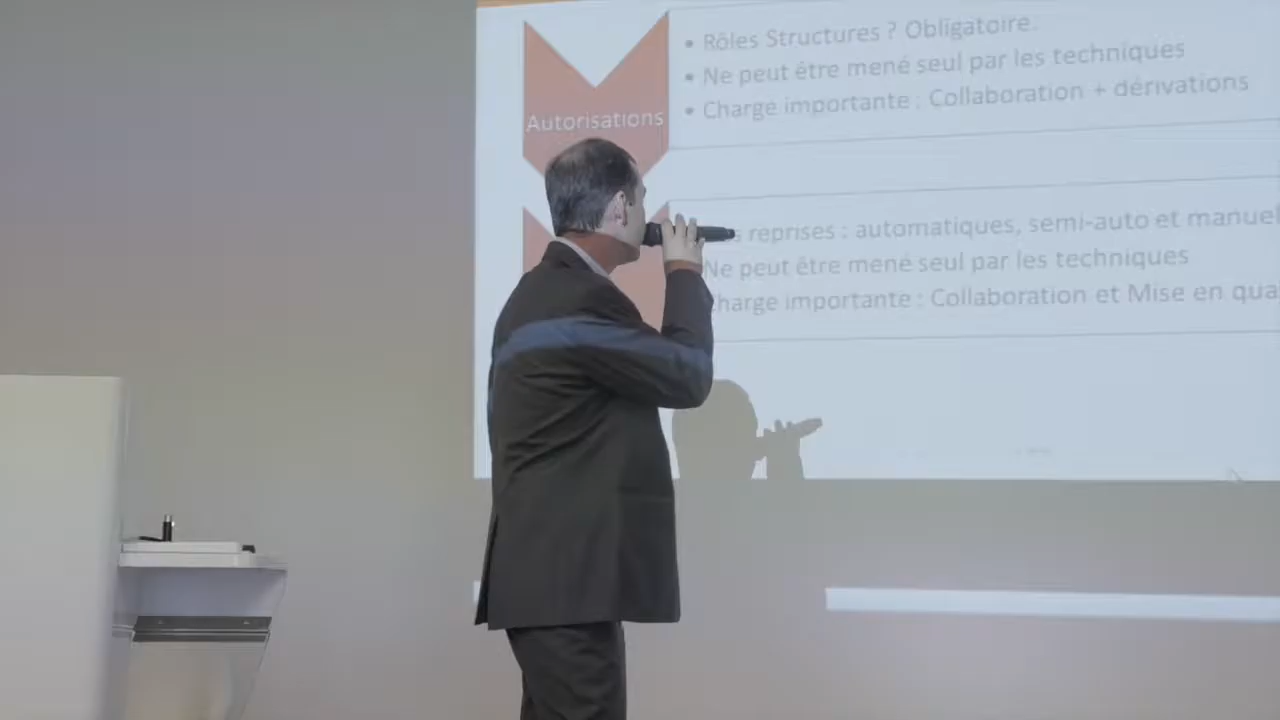 • Rôles Structures ? Obligatoire.
• Ne peut être mené seul par les techniques
• Charge importante : Collaboration + dérivations
Autorisations
reprises : automatiques, semi-auto et manuel
Ne peut être mené seul par les techniques
Charge importante : Collaboration et Mise en qua